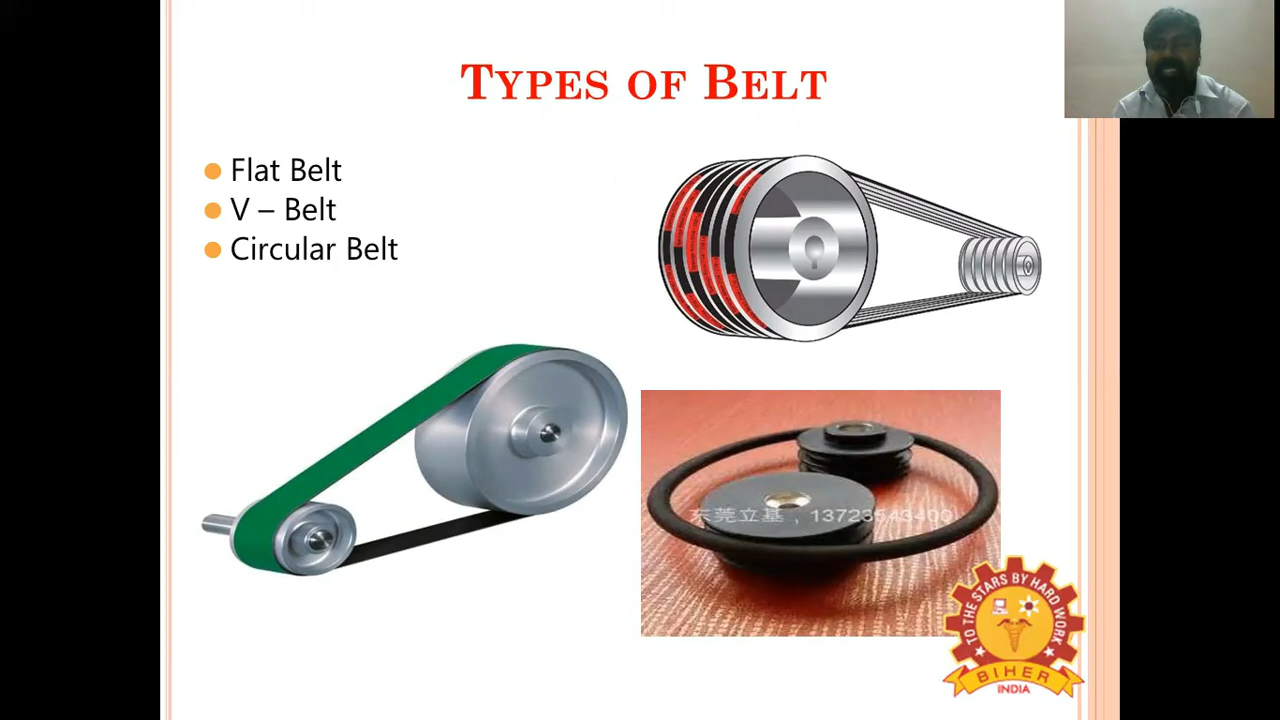 TYPES OF BELT
Flat Belt
V – Belt
Circular Belt
东莞立基，13723543400
TO THE STARS BY HARD WORK
BIHER
INDIA